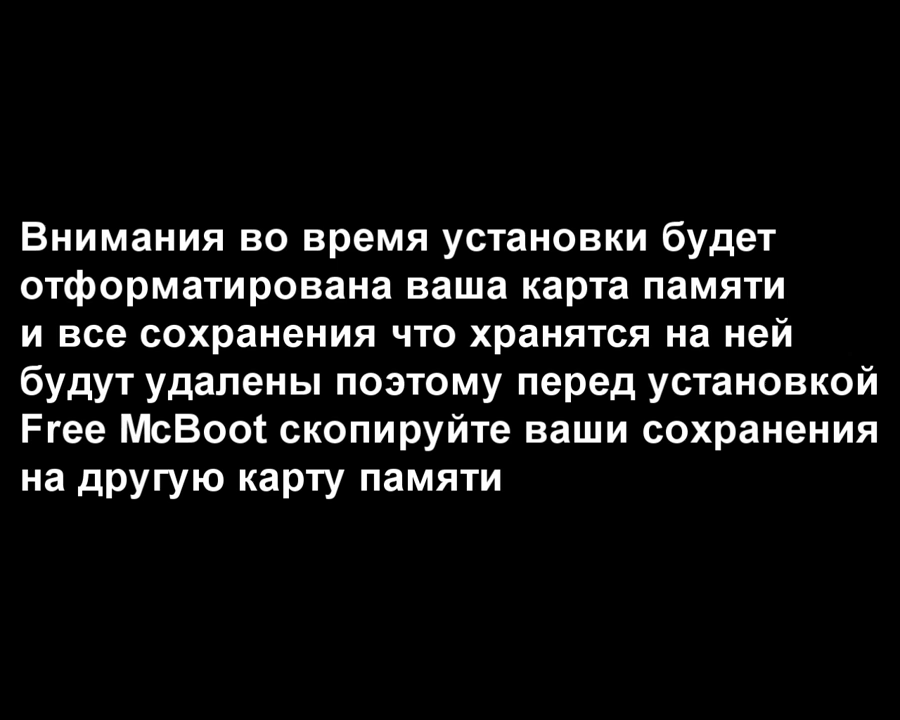 Внимания во время установки будет
отформатирована ваша карта памяти
и все сохранения что хранятся на ней
будут удалены поэтому перед установкой
Free McBoot скопируйте ваши сохранения
на другую карту памяти